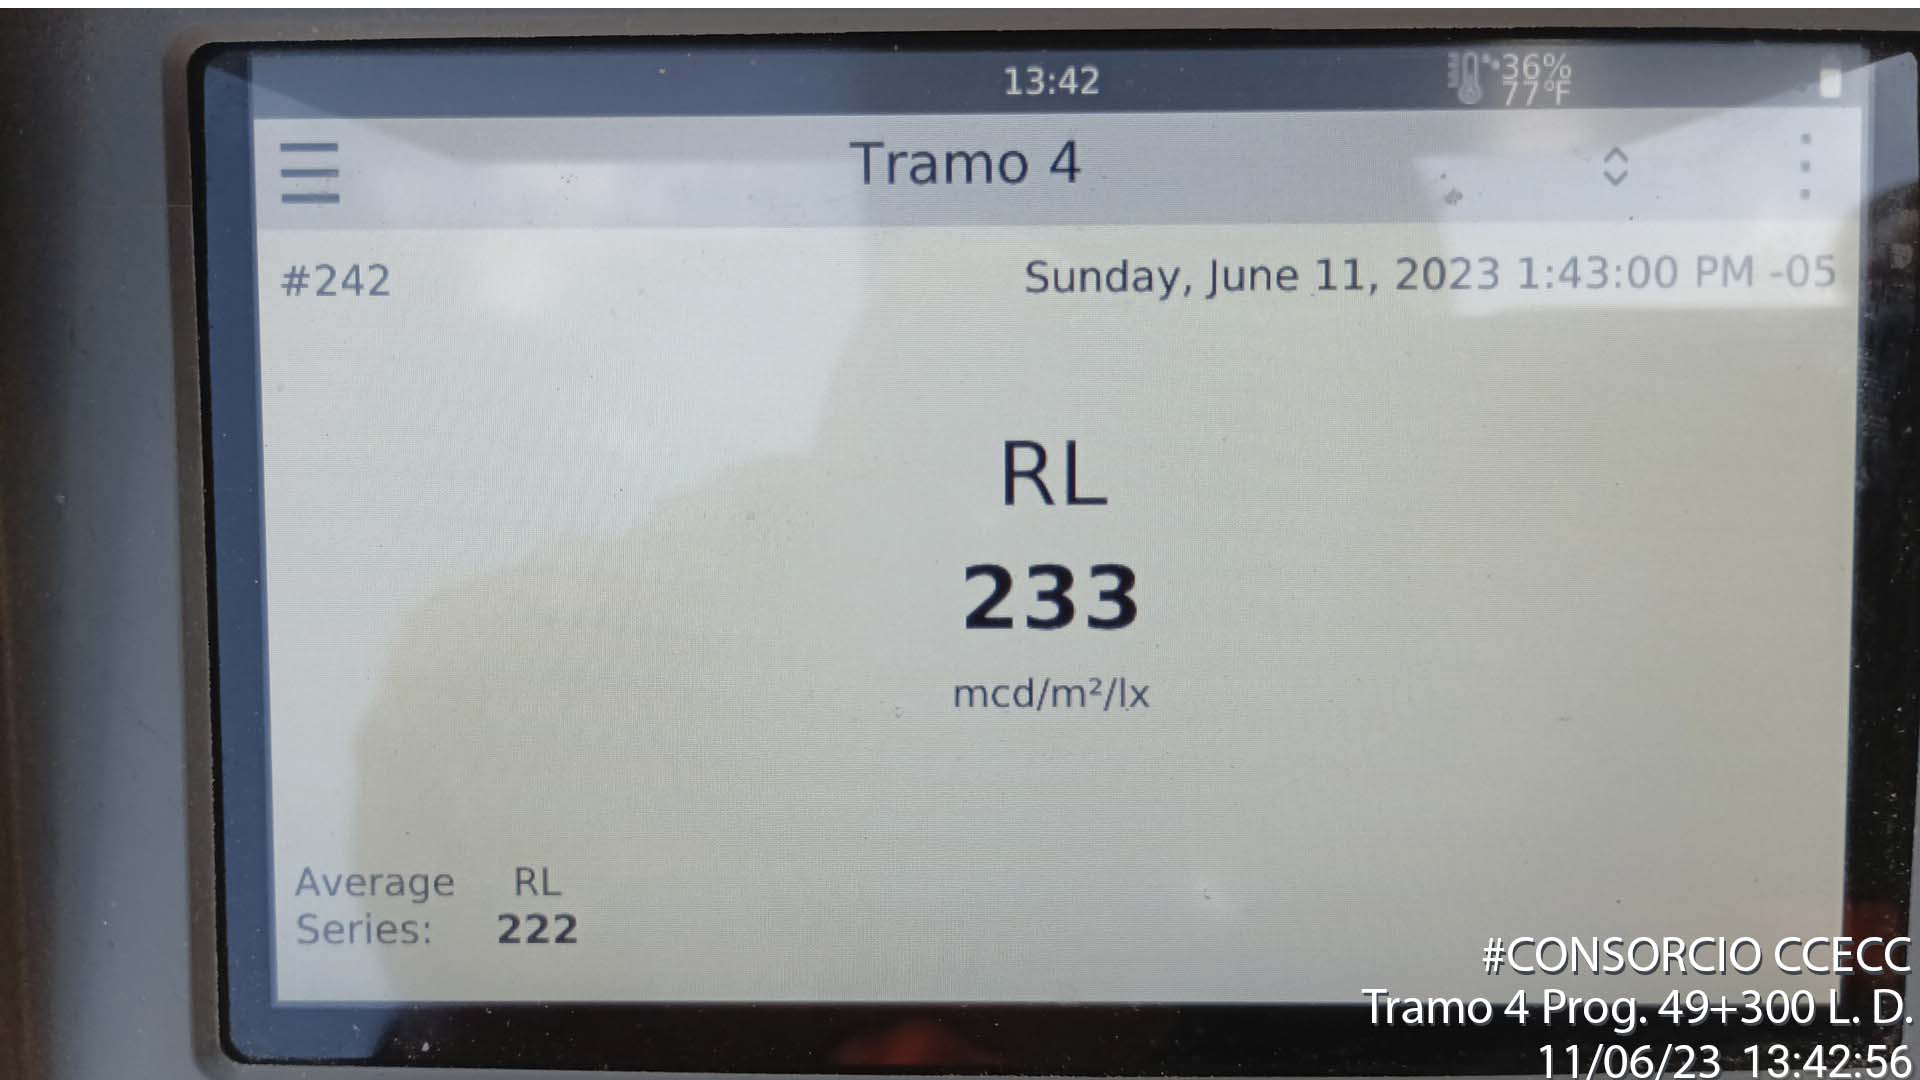 13:42
36%
77°F
Tramo 4
#242
Sunday, June 11, 2023 1:43:00 PM -05
RL
233
mcd/m²/lx
Average RL
Series: 222
#CONSORCIO CCECC
Tramo 4 Prog. 49+300 L. D.
11/06/23 13:42:56